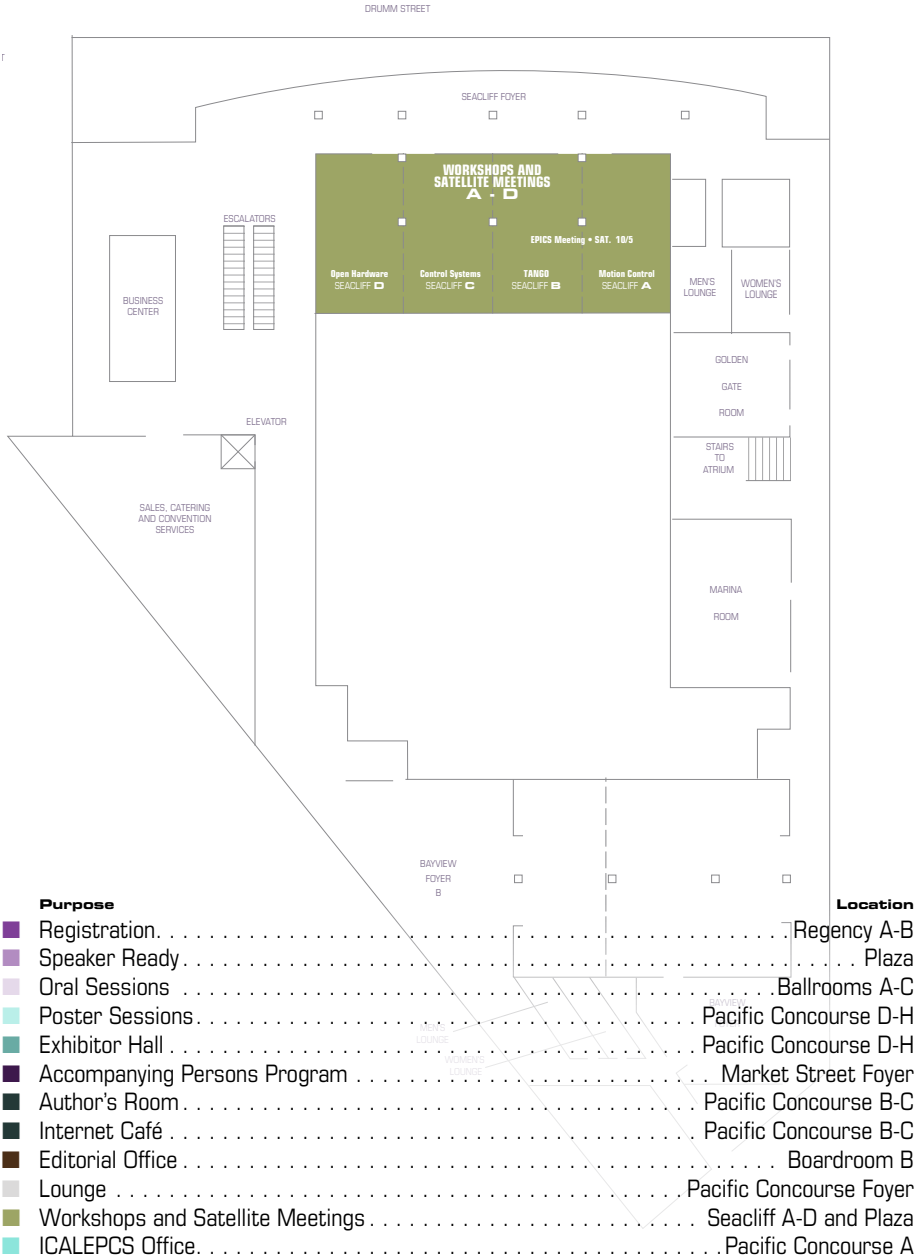 DRUMM STREET
T
SEACLIFF FOYER
WORKSHOPS AND
SATELLITE MEETINGS
A - D
ESCALATORS
EPICS Meeting • SAT. 10/5
Open Hardware
SEACLIFF D
Control Systems
SEACLIFF C
TANGO
SEACLIFF B
Motion Control
SEACLIFF A
MEN'S
LOUNGE
WOMEN'S
LOUNGE
BUSINESS
CENTER
GOLDEN
GATE
ROOM
ELEVATOR
STAIRS
TO
ATRIUM
SALES, CATERING
AND CONVENTION
SERVICES
MARINA
ROOM
BAYVIEW
FOYER
B
Purpose Location
Registration. . . . . . . . . . Regency A-B
Speaker Ready. . . . . . . . . . Plaza
Oral Sessions . . . . . . . . . . Ballrooms A-C
BAYVIEW
Poster Sessions. . . . . . . . . . Pacific Concourse D-H
MEN'S
LOUNGE
Exhibitor Hall . . . . . . . . . . Pacific Concourse D-H
WOMEN'S
LOUNGE
Accompanying Persons Program . . . . . . . . . . Market Street Foyer
Author's Room. . . . . . . . . . Pacific Concourse B-C
Internet Café . . . . . . . . . . Pacific Concourse B-C
Editorial Office. . . . . . . . . . Boardroom B
Lounge . . . . . . . . . . Pacific Concourse Foyer
Workshops and Satellite Meetings. . . . . . . . . . Seacliff A-D and Plaza
ICALEPCS Office. . . . . . . . . . Pacific Concourse A